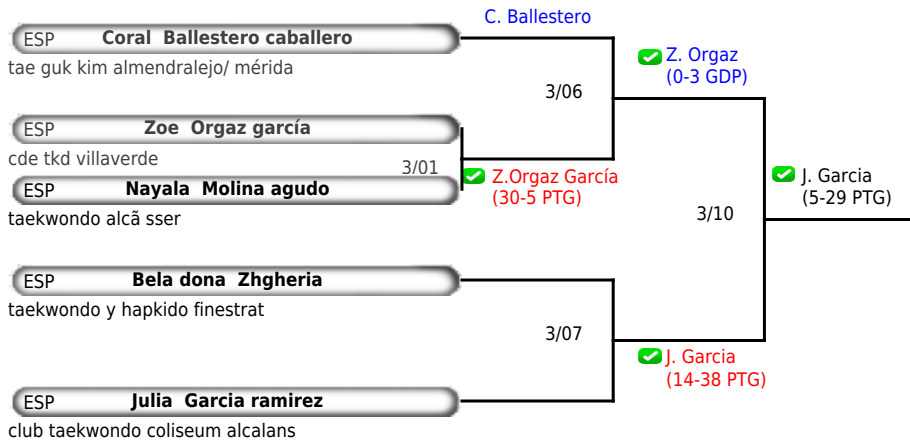 C. Ballestero
ESP Coral Ballestero caballero
tae guk kim almendralejo/ mérida
Z. Orgaz
(0-3 GDP)
3/06
ESP Zoe Orgaz garcía
cde tkd villaverde
3/01
Z.Orgaz García
(30-5 PTG)
ESP Nayala Molina agudo
taekwondo alcã sser
J. Garcia
(5-29 PTG)
3/10
ESP Bela dona Zhgheria
taekwondo y hapkido finestrat
3/07
J. Garcia
(14-38 PTG)
ESP Julia Garcia ramirez
club taekwondo coliseum alcalans